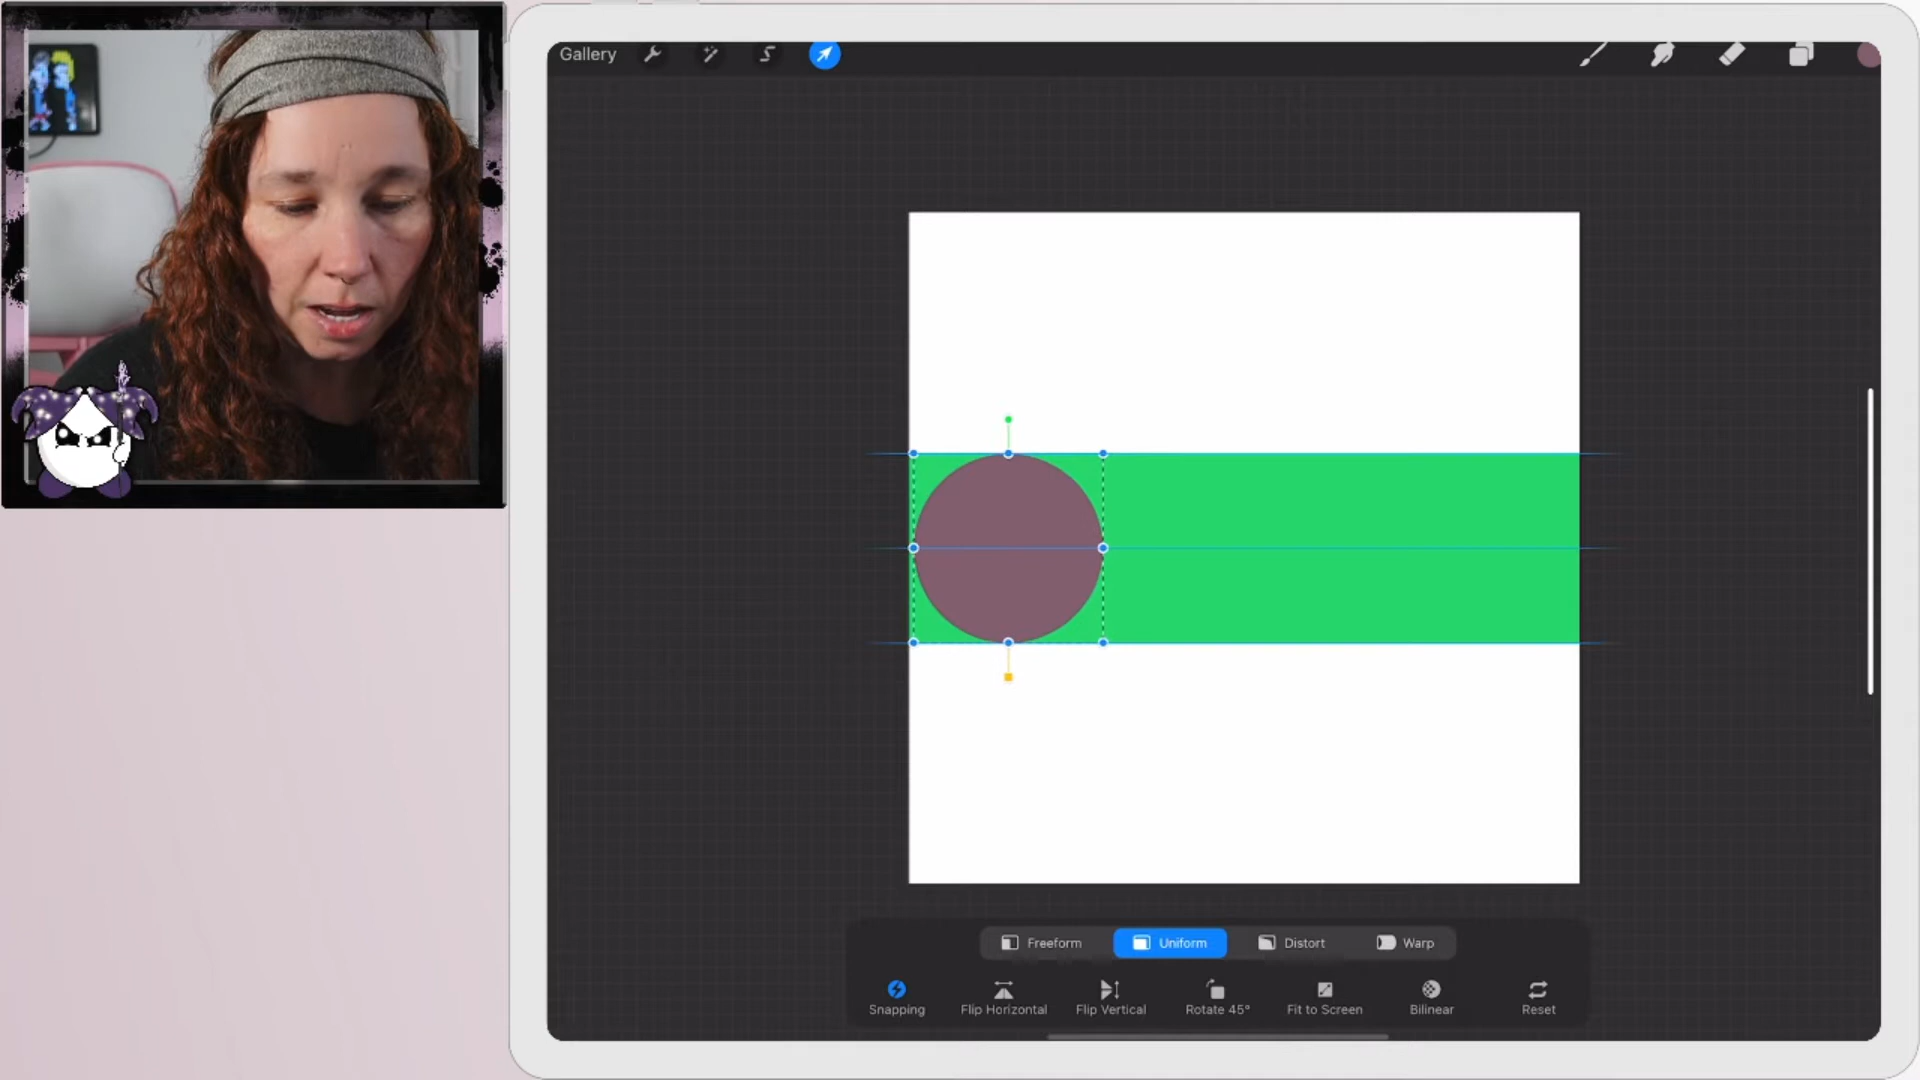 Gallery
Freeform Uniform Distort Warp
Snapping Flip Horizontal Flip Vertical Rotate 45° Fit to Screen Bilinear Reset